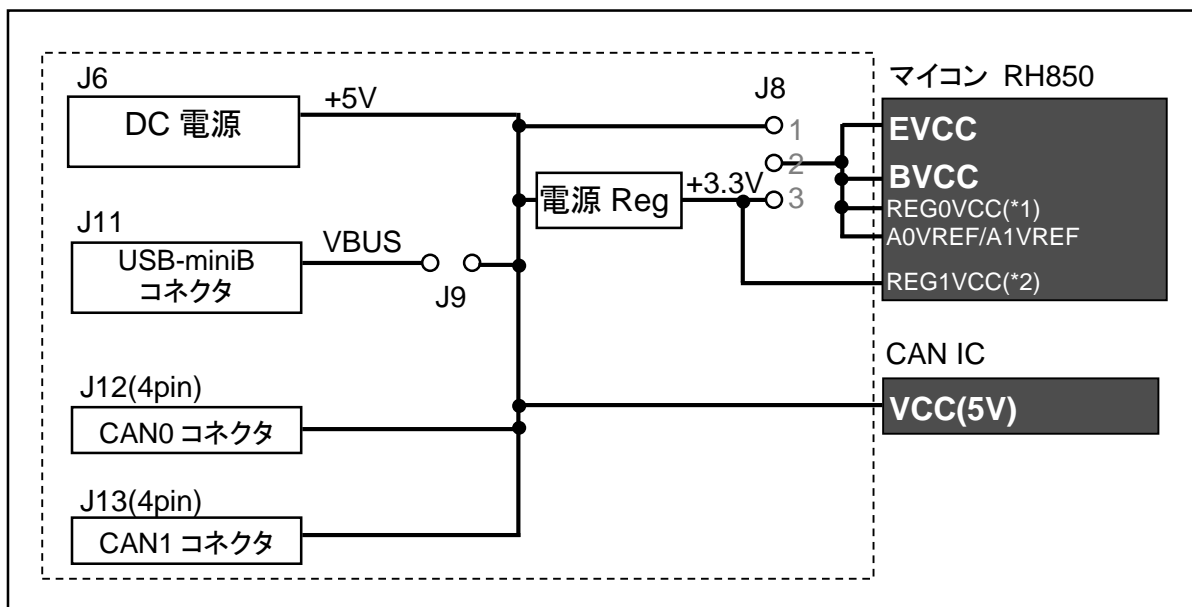 J6
DC 電源
+5V
J8
1
2
3
マイコン RH850
EVCC
BVCC
REG0VCC(*1)
A0VREF/A1VREF
REG1VCC(*2)
電源 Reg
+3.3V
J11
USB-miniB
コネクタ
VBUS
J9
CAN IC
VCC(5V)
J12(4pin)
CAN0 コネクタ
J13(4pin)
CAN1 コネクタ